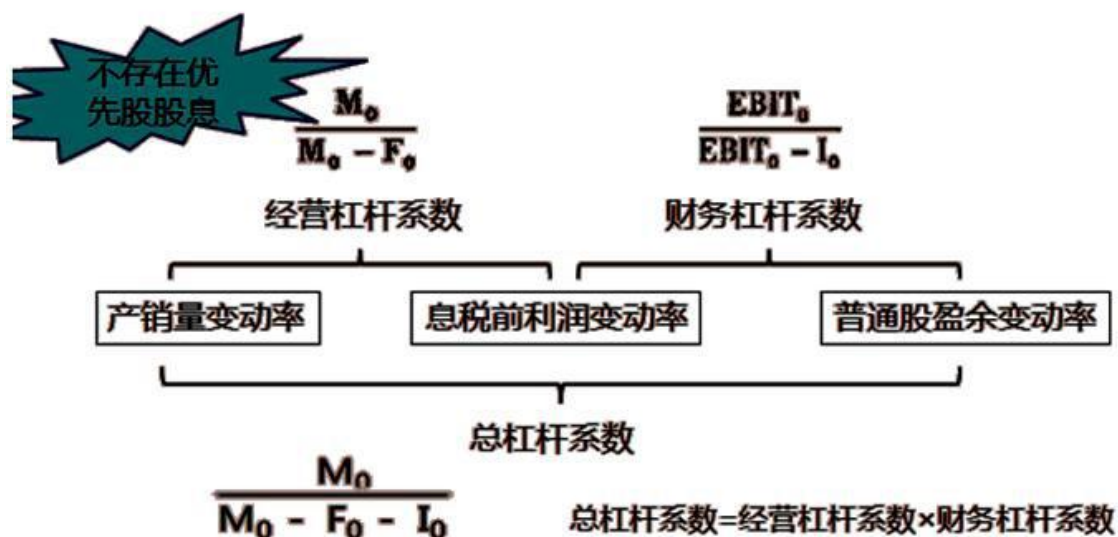 不存在优
先股股息
M₀
M₀ − F₀
EBIT₀
EBIT₀ − I₀
经营杠杆系数
财务杠杆系数
产销量变动率
息税前利润变动率
普通股盈余变动率
总杠杆系数
M₀
M₀ - F₀ - I₀
总杠杆系数=经营杠杆系数×财务杠杆系数